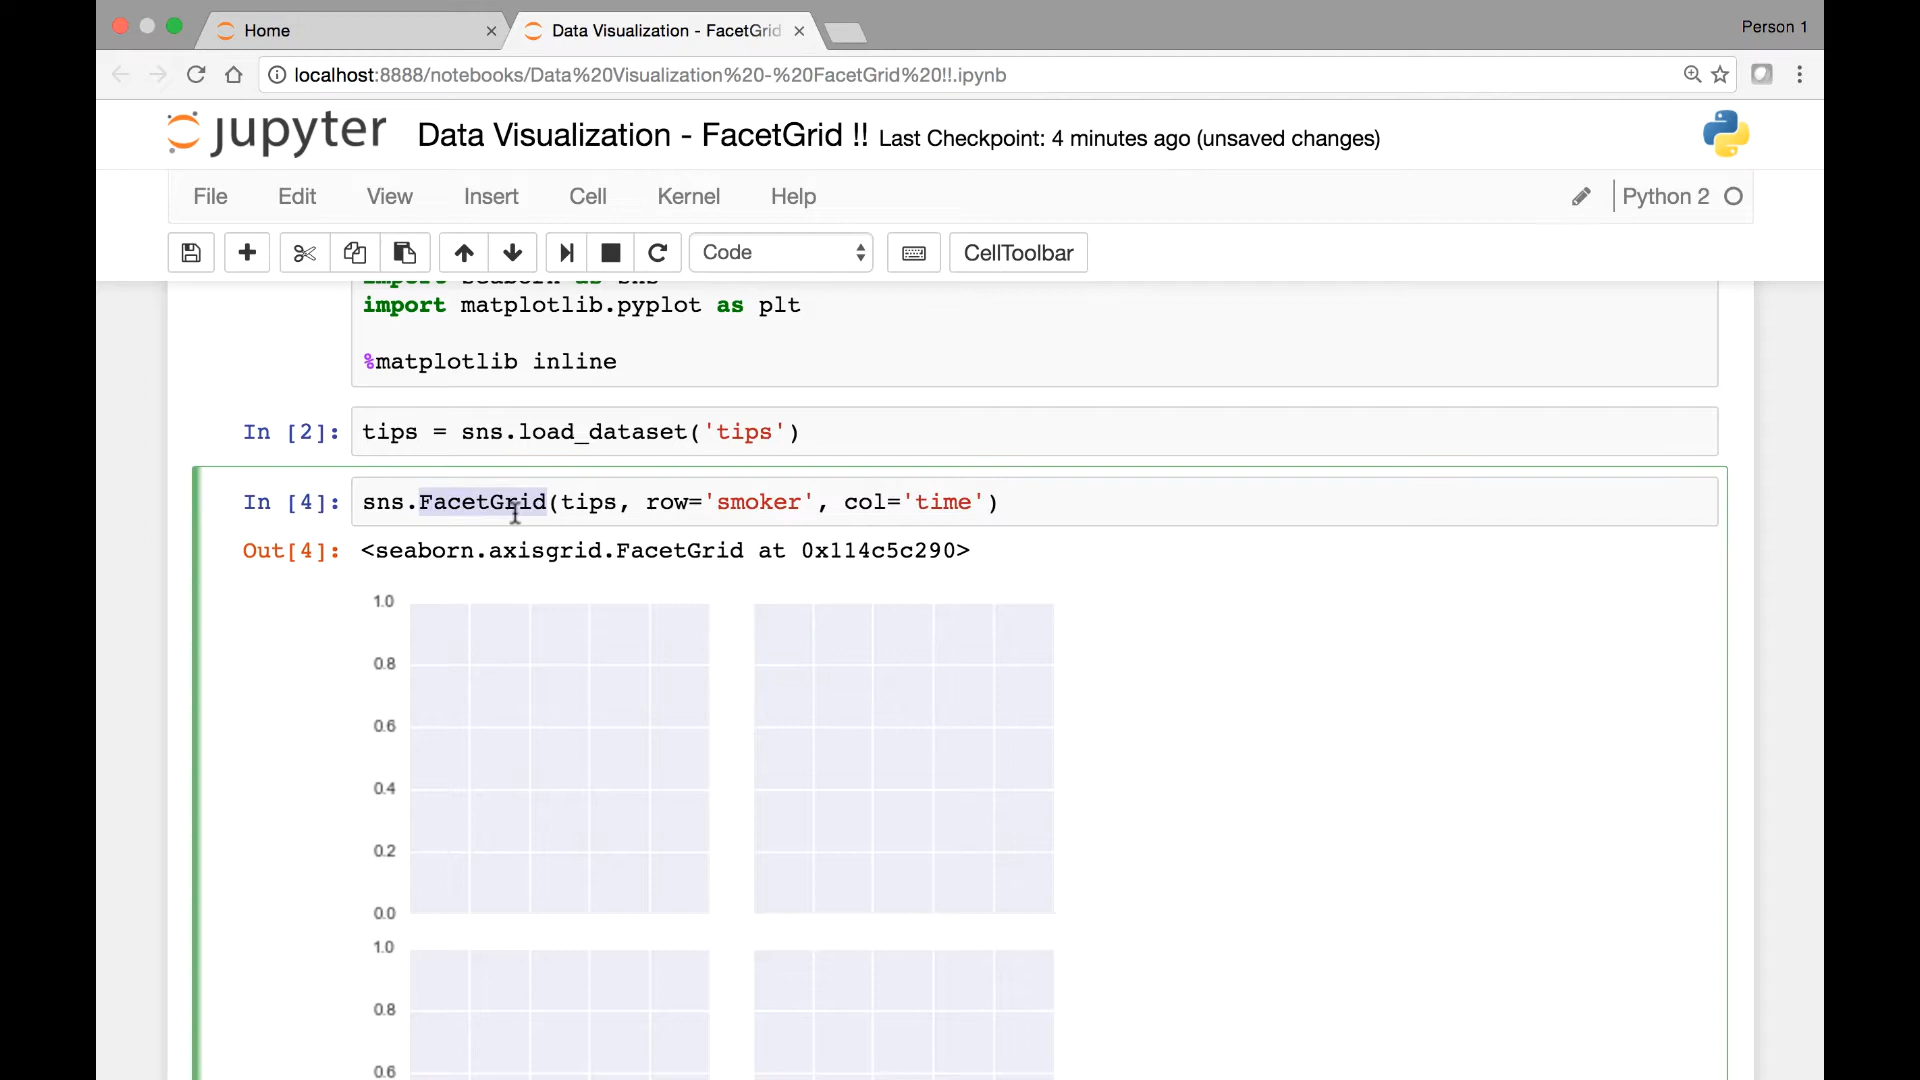 Home
Data Visualization - FacetGrid
Person 1
localhost:8888/notebooks/Data%20Visualization%20-%20FacetGrid%20!!.ipynb
jupyter Data Visualization - FacetGrid !! Last Checkpoint: 4 minutes ago (unsaved changes)
File Edit View Insert Cell Kernel Help Python 2
Code CellToolbar
import seaborn as sns
import matplotlib.pyplot as plt
%matplotlib inline
In [2]: tips = sns.load_dataset('tips')
In [4]: sns.FacetGrid(tips, row='smoker', col='time')
Out[4]: <seaborn.axisgrid.FacetGrid at 0x114c5c290>
1.0
0.8
0.6
0.4
0.2
0.0
1.0
0.8
0.6